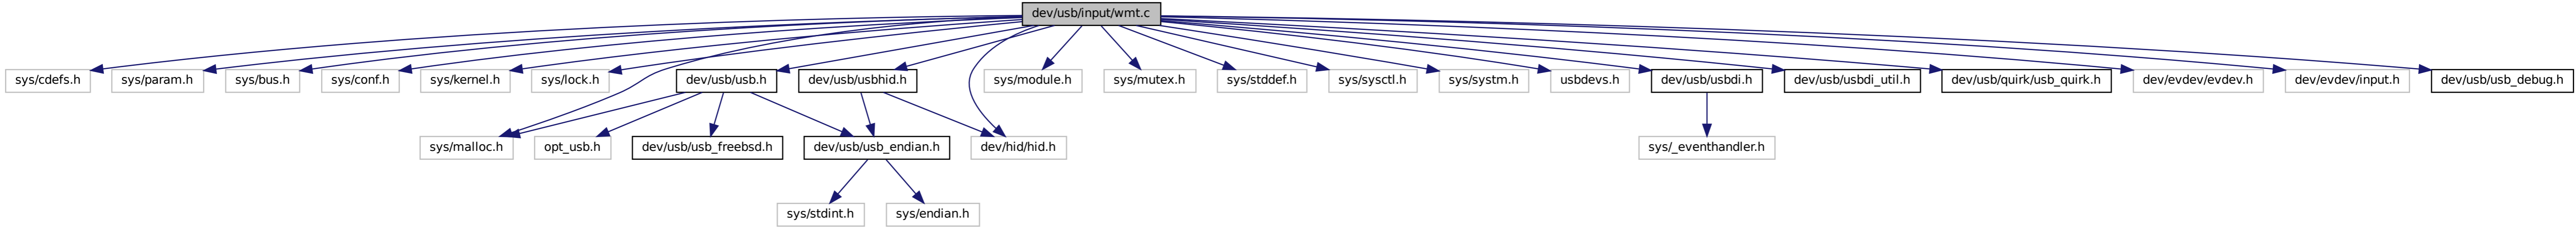 dev/usb/input/wmt.c
sys/cdefs.h
sys/param.h
sys/bus.h
sys/conf.h
sys/kernel.h
sys/lock.h
dev/usb/usb.h
dev/usb/usbhid.h
sys/module.h
sys/mutex.h
sys/stddef.h
sys/sysctl.h
sys/systm.h
usbdevs.h
dev/usb/usbdi.h
dev/usb/usbdi_util.h
dev/usb/quirk/usb_quirk.h
dev/evdev/evdev.h
dev/evdev/input.h
dev/usb/usb_debug.h
sys/malloc.h
opt_usb.h
dev/usb/usb_freebsd.h
dev/usb/usb_endian.h
dev/hid/hid.h
sys/_eventhandler.h
sys/stdint.h
sys/endian.h